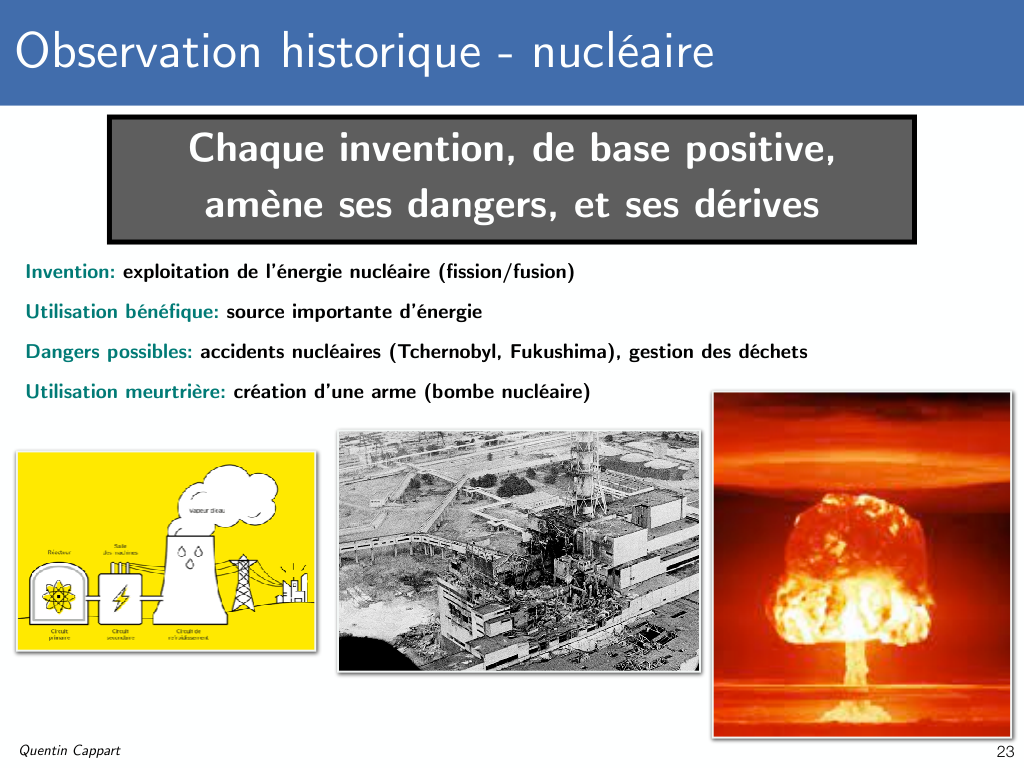 Observation historique - nucléaire
Chaque invention, de base positive,
amène ses dangers, et ses dérives
Invention: exploitation de l'énergie nucléaire (fission/fusion)
Utilisation bénéfique: source importante d'énergie
Dangers possibles: accidents nucléaires (Tchernobyl, Fukushima), gestion des déchets
Utilisation meurtrière: création d'une arme (bombe nucléaire)
Vapeur d'eau
Réacteur
Salle
des machines
Circuit
primaire
Circuit
secondaire
Circuit de
refroidissement
Quentin Cappart
23